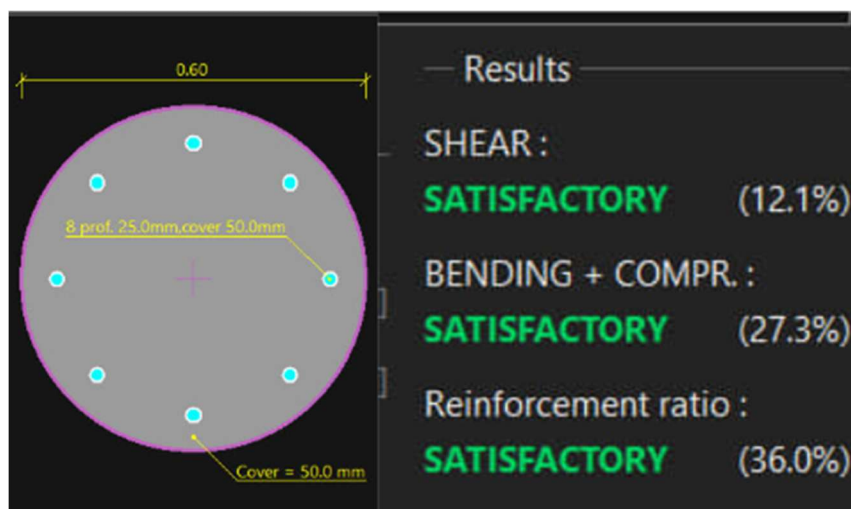 0.60
8 prof. 25.0mm,cover 50.0mm
Cover = 50.0 mm
Results
SHEAR :
SATISFACTORY (12.1%)
BENDING + COMPR. :
SATISFACTORY (27.3%)
Reinforcement ratio :
SATISFACTORY (36.0%)